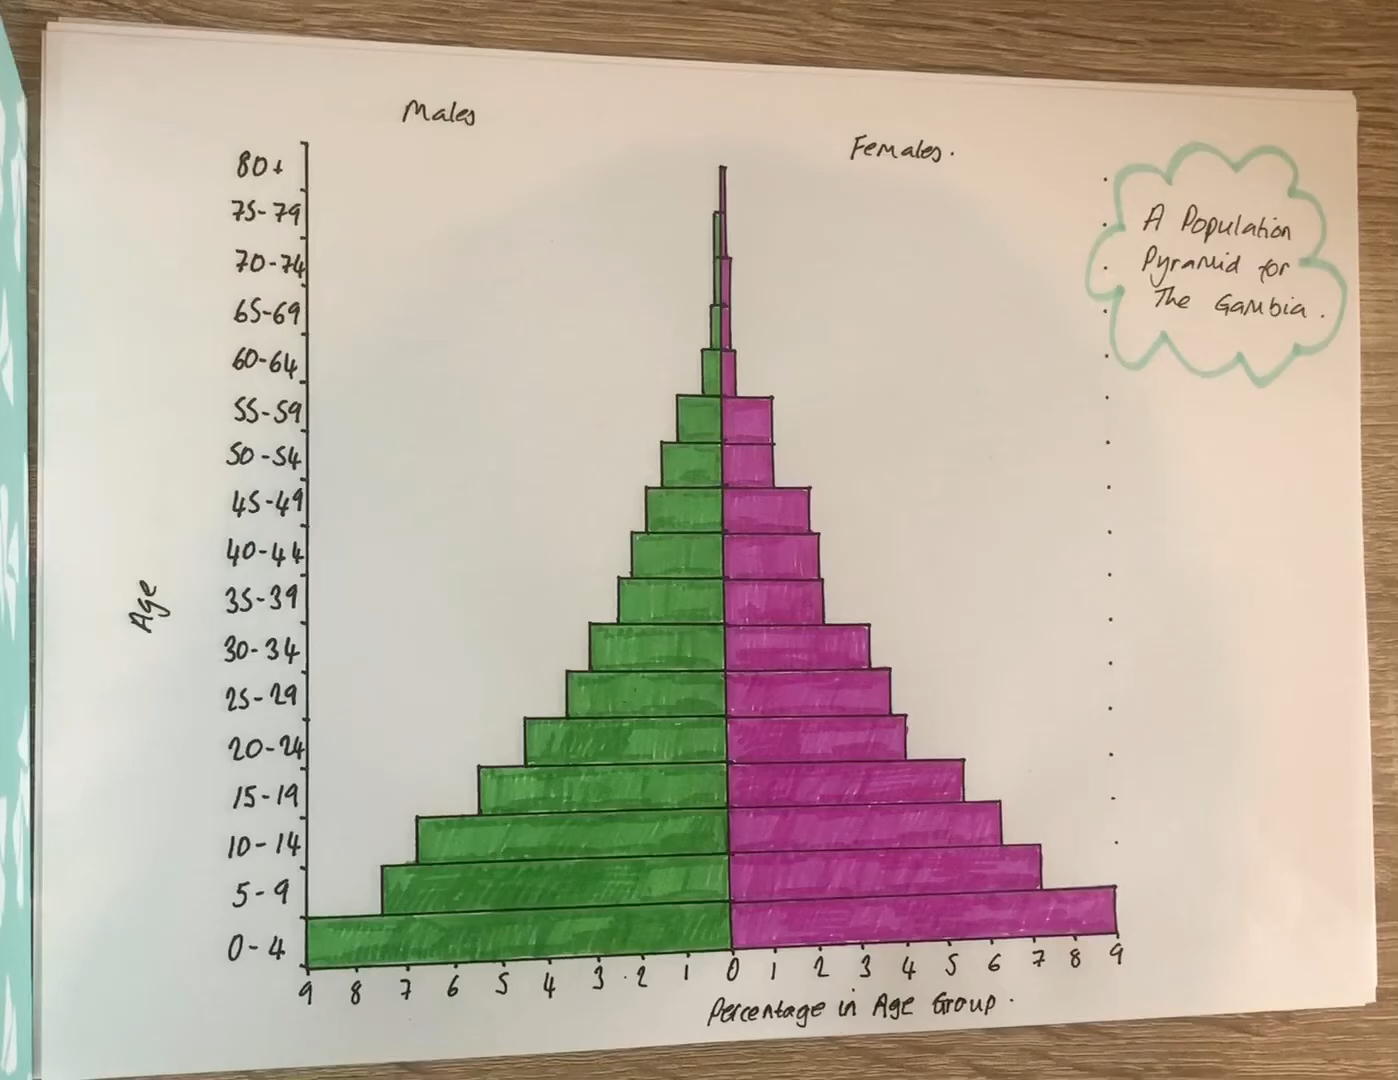 Males
Females.
A Population
Pyramid for
The Gambia.
80+
75-79
70-74
65-69
60-64
55-59
50-54
45-49
40-44
35-39
30-34
25-29
20-24
15-19
10-14
5-9
0-4
Age
9 8 7 6 5 4 3 2 1 0 1 2 3 4 5 6 7 8 9
Percentage in Age Group.